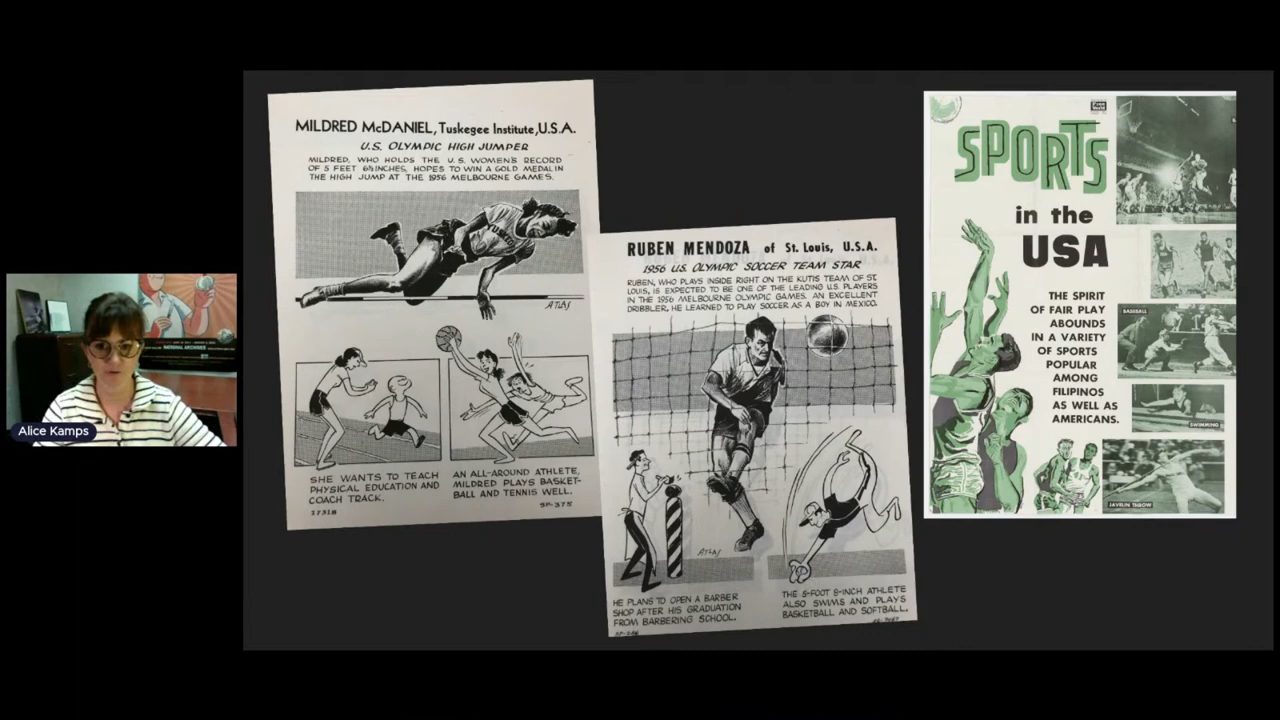 Alice Kamps
NATIONAL ARCHIVES
MILDRED McDANIEL, Tuskegee Institute, U.S.A.
U.S. OLYMPIC HIGH JUMPER
MILDRED, WHO HOLDS THE U.S. WOMEN'S RECORD
OF 5 FEET 6½ INCHES, HOPES TO WIN A GOLD MEDAL IN
THE HIGH JUMP AT THE 1956 MELBOURNE GAMES.
ATLAS
SHE WANTS TO TEACH
PHYSICAL EDUCATION AND
COACH TRACK.
AN ALL-AROUND ATHLETE,
MILDRED PLAYS BASKET-
BALL AND TENNIS WELL.
SP-375
RUBEN MENDOZA of St. Louis, U.S.A.
1956 U.S. OLYMPIC SOCCER TEAM STAR
RUBEN, WHO PLAYS INSIDE RIGHT ON THE KUTIS TEAM OF ST.
LOUIS, IS EXPECTED TO BE ONE OF THE LEADING U.S. PLAYERS
IN THE 1956 MELBOURNE OLYMPIC GAMES. AN EXCELLENT
DRIBBLER, HE LEARNED TO PLAY SOCCER AS A BOY IN MEXICO.
ATLAS
HE PLANS TO OPEN A BARBER
SHOP AFTER HIS GRADUATION
FROM BARBERING SCHOOL.
THE 5-FOOT 8-INCH ATHLETE
ALSO SWIMS AND PLAYS
BASKETBALL AND SOFTBALL.
SPORTS
in the
USA
THE SPIRIT
OF FAIR PLAY
ABOUNDS
IN A VARIETY
OF SPORTS
POPULAR
AMONG
FILIPINOS
AS WELL AS
AMERICANS.
BASEBALL
SWIMMING
JAVELIN THROW